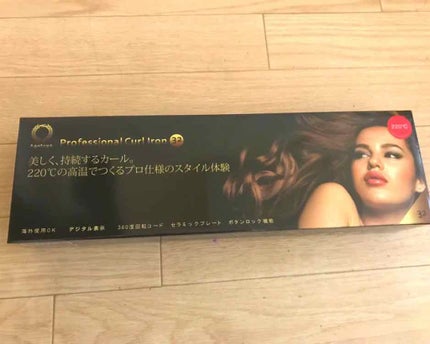 Professional Curl Iron 32
220℃
美しく、持続するカール。
220℃の高温でつくるプロ仕様のスタイル体験
海外使用OK デジタル表示 360度回転コード セラミックプレート ボタンロック機能
32